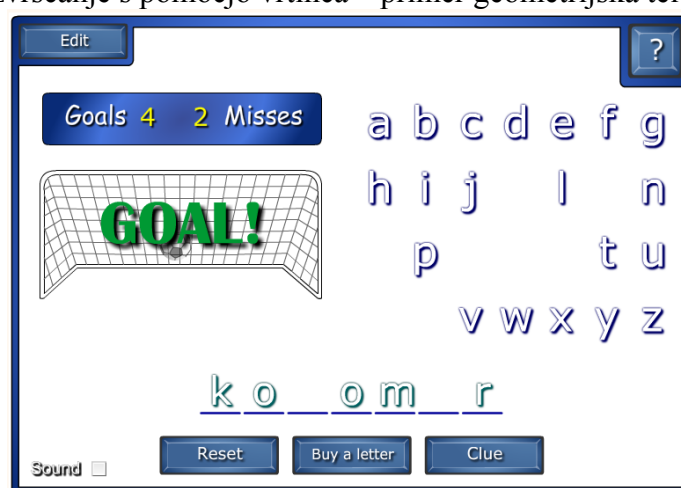 Edit
?
Goals 4 2 Misses
a b c d e f g
h i j l n
GOAL!
p t u
v w x y z
k o _ o m _ r
Reset Buy a letter Clue
Sound